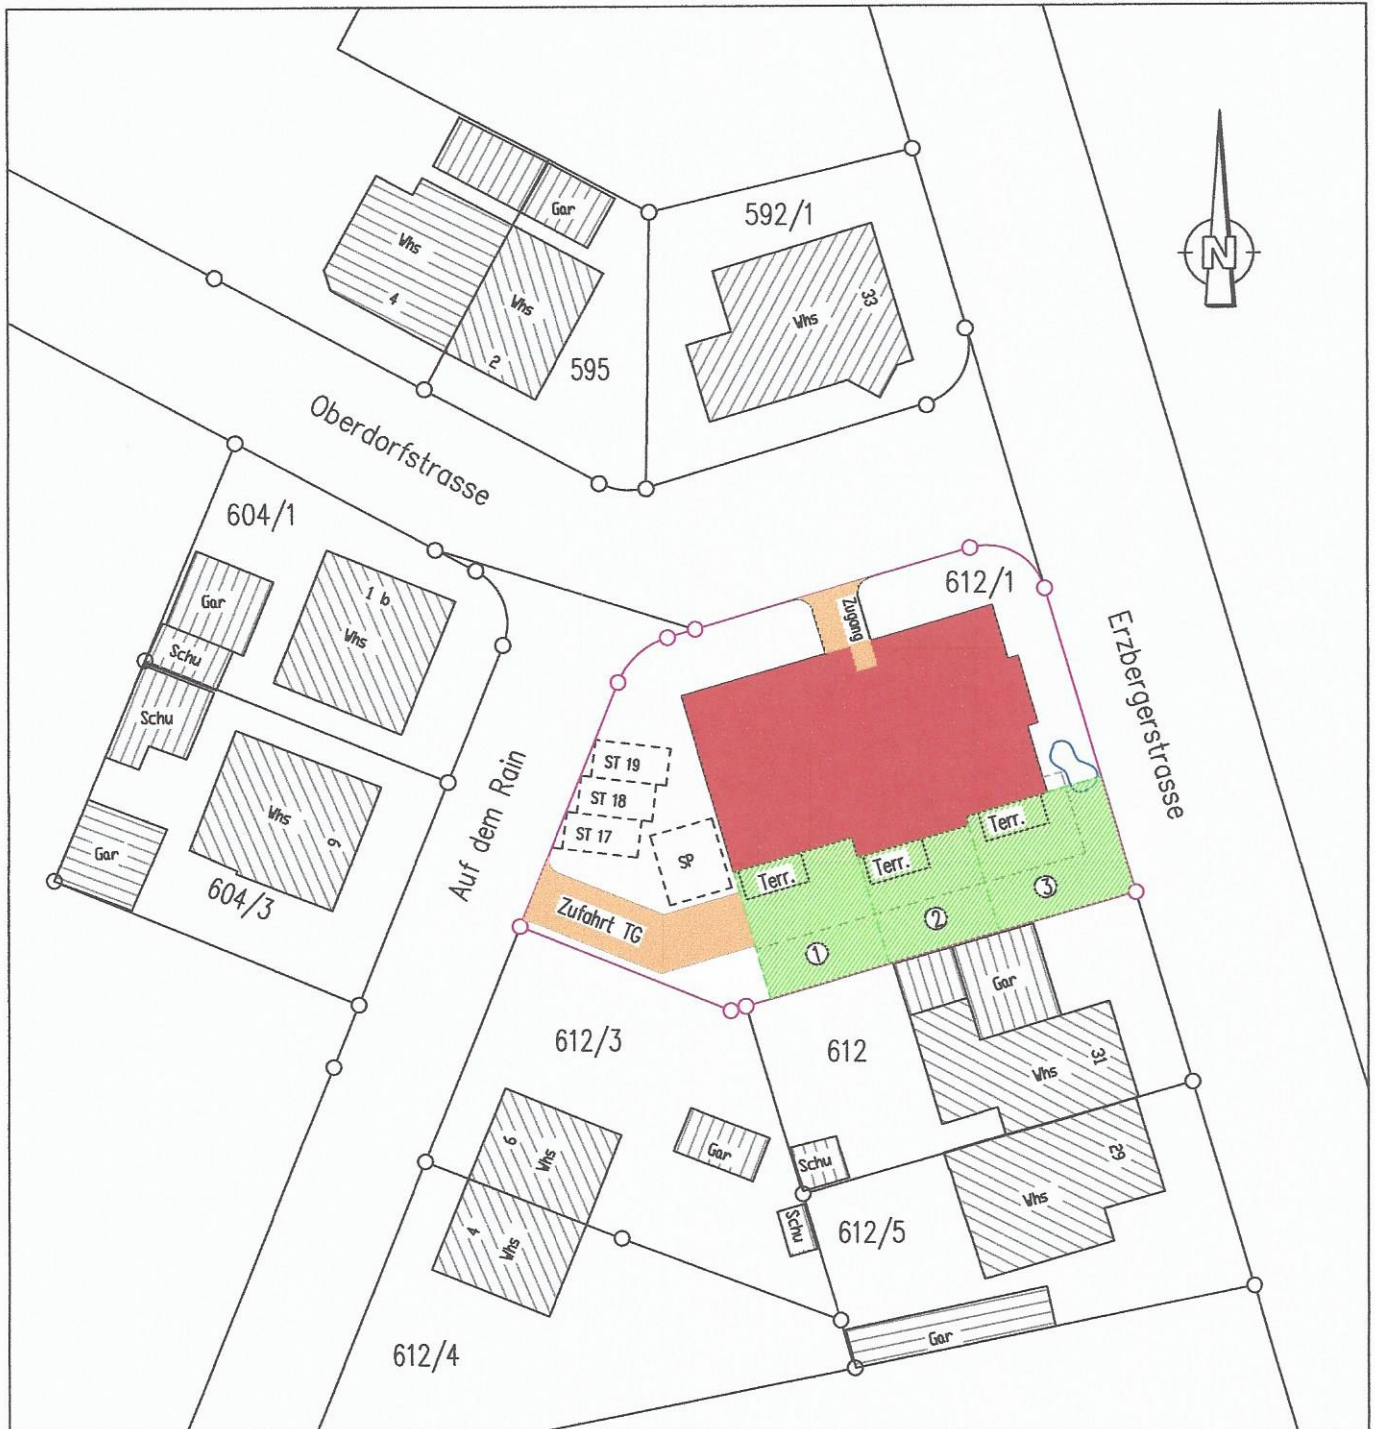 592/1
Gar
Whs
4
Whs
2
595
33
Whs
N
Oberdorfstrasse
604/1
Gar
Schu
1 b
Whs
Schu
Whs
9
Gar
604/3
Auf dem Rain
612/1
Zugang
Erzbergerstrasse
ST 19
ST 18
ST 17
SP
Terr.
Terr.
Terr.
Zufahrt TG
1
2
3
612/3
612
Gar
31
Whs
6
Whs
Gar
Schu
29
Whs
4
Whs
Schu
612/5
612/4
Gar